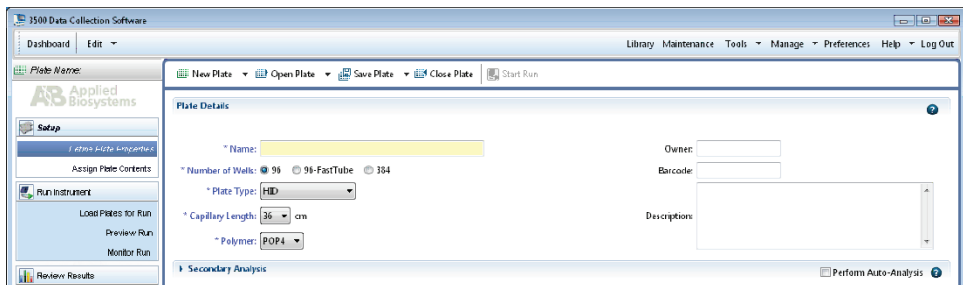 3500 Data Collection Software
Dashboard Edit Library Maintenance Tools Manage Preferences Help Log Out
Plate Name:
New Plate Open Plate Save Plate Close Plate Start Run
AB Applied Biosystems
Plate Details
Setup
Define Plate Properties
Assign Plate Contents
* Name:
Owner:
* Number of Wells: 96 96-FastTube 384
Barcode:
* Plate Type: HID
Run Instrument
* Capillary Length: 36 cm
Description:
Load Plates for Run
* Polymer: POP4
Preview Run
Monitor Run
Secondary Analysis
Perform Auto-Analysis
Review Results